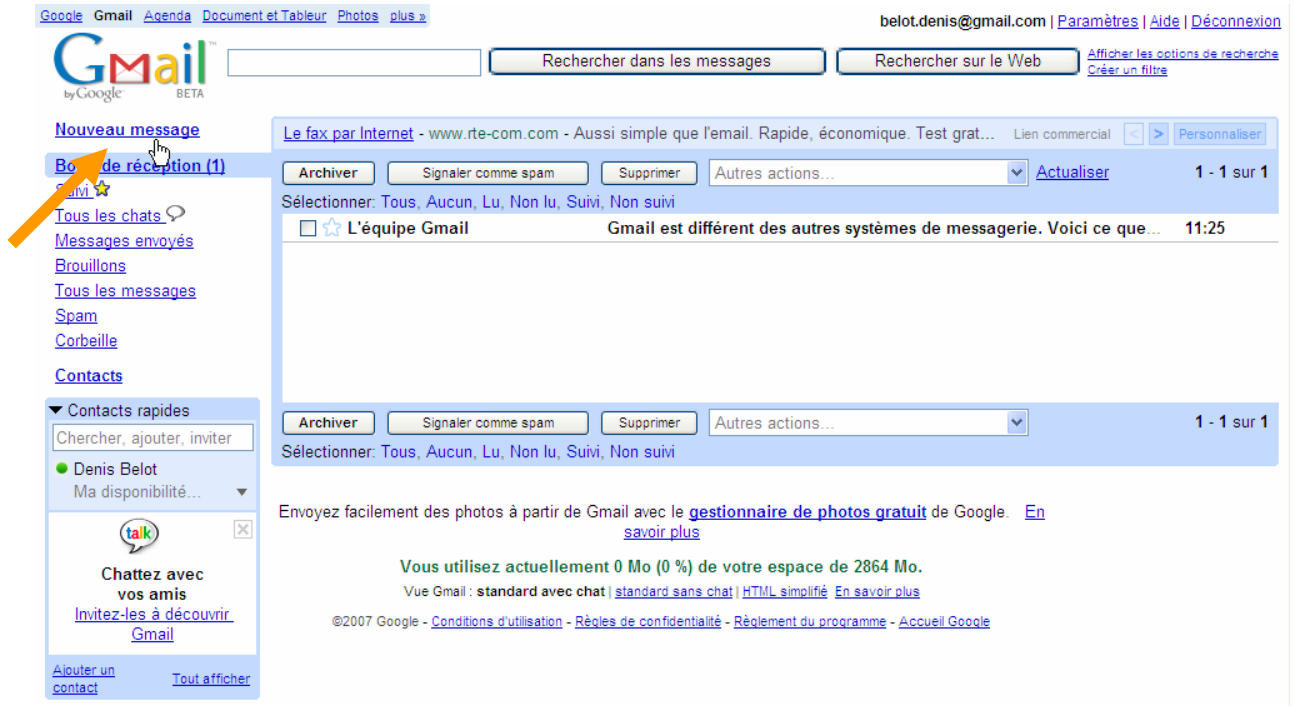 Google Gmail Agenda Document et Tableur Photos plus »
belot.denis@gmail.com | Paramètres | Aide | Déconnexion
Gmail™
by Google BETA
Rechercher dans les messages
Rechercher sur le Web
Afficher les options de recherche
Créer un filtre
Nouveau message
de réception (1)
Suivi
Tous les chats
Messages envoyés
Brouillons
Tous les messages
Spam
Corbeille
Contacts
Le fax par Internet - www.rte-com.com - Aussi simple que l'email. Rapide, économique. Test grat... Lien commercial < > Personnaliser
Archiver Signaler comme spam Supprimer Autres actions... Actualiser 1 - 1 sur 1
Sélectionner: Tous, Aucun, Lu, Non lu, Suivi, Non suivi
L'équipe Gmail Gmail est différent des autres systèmes de messagerie. Voici ce que... 11:25
Archiver Signaler comme spam Supprimer Autres actions... 1 - 1 sur 1
Sélectionner: Tous, Aucun, Lu, Non lu, Suivi, Non suivi
Contacts rapides
Chercher, ajouter, inviter
Denis Belot
Ma disponibilité...
talk
Chattez avec
vos amis
Invitez-les à découvrir
Gmail
Ajouter un
contact
Tout afficher
Envoyez facilement des photos à partir de Gmail avec le gestionnaire de photos gratuit de Google. En
savoir plus
Vous utilisez actuellement 0 Mo (0 %) de votre espace de 2864 Mo.
Vue Gmail : standard avec chat | standard sans chat | HTML simplifié En savoir plus
©2007 Google - Conditions d'utilisation - Règles de confidentialité - Règlement du programme - Accueil Google